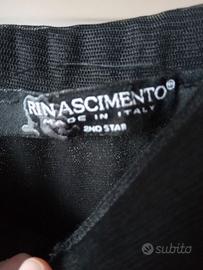 RINASCIMENTO®
MADE IN ITALY
2ND STAR
subito